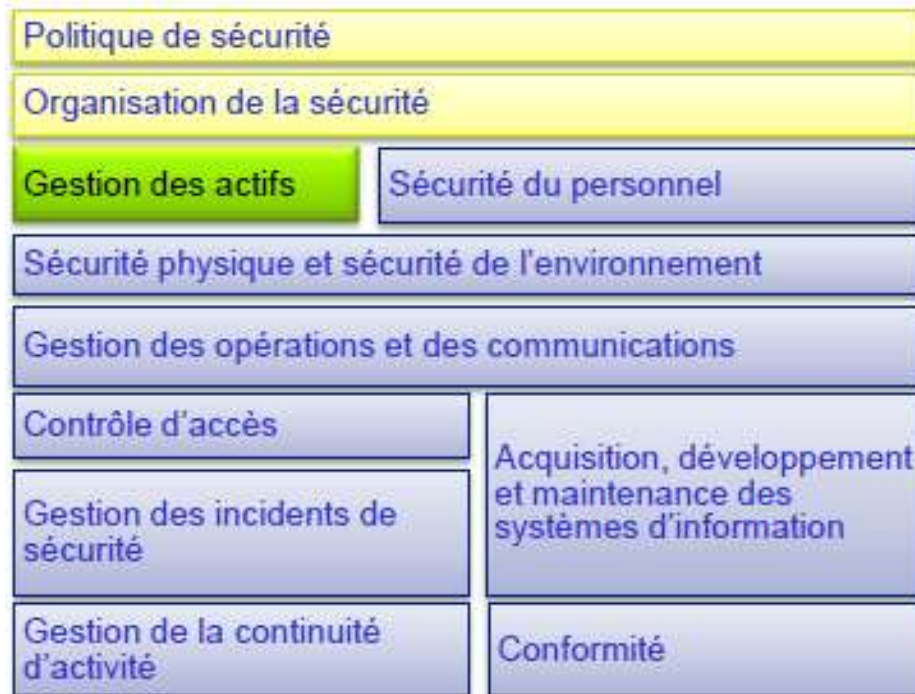 Politique de sécurité
Organisation de la sécurité
Gestion des actifs
Sécurité du personnel
Sécurité physique et sécurité de l'environnement
Gestion des opérations et des communications
Contrôle d'accès
Acquisition, développement
et maintenance des
systèmes d'information
Gestion des incidents de
sécurité
Gestion de la continuité
d'activité
Conformité